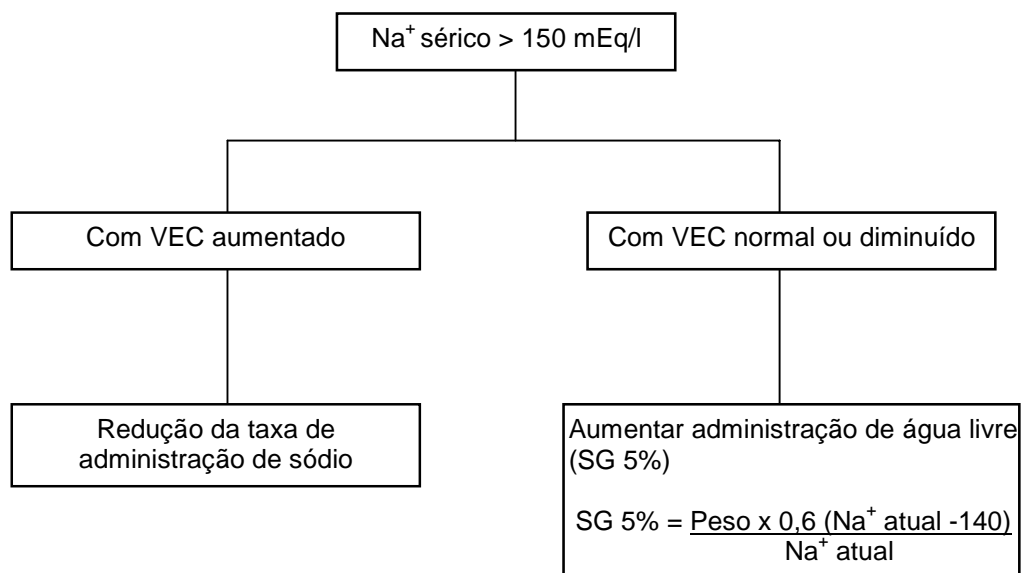 Na⁺ sérico > 150 mEq/l
Com VEC aumentado
Com VEC normal ou diminuído
Redução da taxa de
administração de sódio
Aumentar administração de água livre
(SG 5%)
SG 5% = Peso x 0,6 (Na⁺ atual -140)
Na⁺ atual